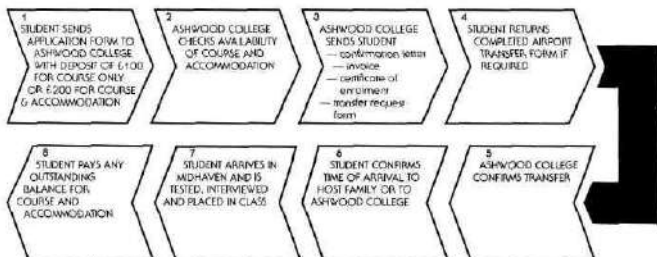 1
STUDENT SENDS
APPLICATION FORM TO
ASHWOOD COLLEGE
WITH DEPOSIT OF £100
FOR COURSE ONLY
OR £200 FOR COURSE
& ACCOMMODATION
2
ASHWOOD COLLEGE
CHECKS AVAILABILITY
OF COURSE AND
ACCOMMODATION
3
ASHWOOD COLLEGE
SENDS STUDENT
— confirmation letter
— invoice
— certificate of
enrolment
— transfer request
form
4
STUDENT RETURNS
COMPLETED AIRPORT
TRANSFER FORM IF
REQUIRED
5
ASHWOOD COLLEGE
CONFIRMS TRANSFER
6
STUDENT CONFIRMS
TIME OF ARRIVAL TO
HOST FAMILY OR TO
ASHWOOD COLLEGE
7
STUDENT ARRIVES IN
MIDHAVEN AND IS
TESTED, INTERVIEWED
AND PLACED IN CLASS
8
STUDENT PAYS ANY
OUTSTANDING
BALANCE FOR
COURSE AND
ACCOMMODATION